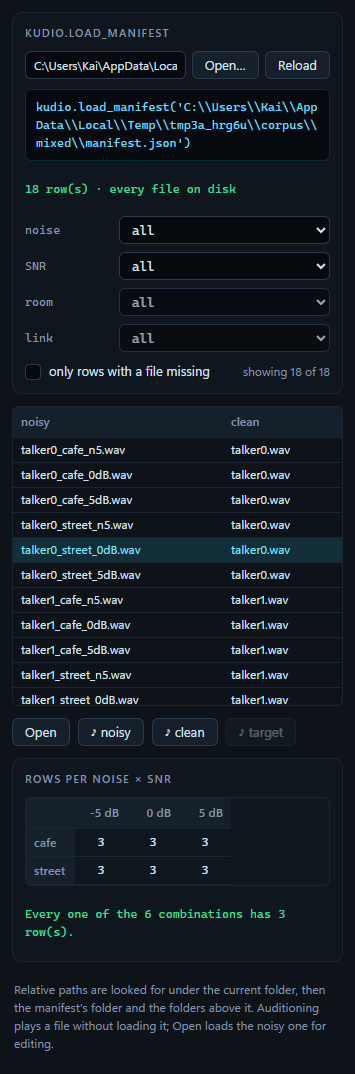 KUDIO.LOAD_MANIFEST
C:\Users\Kai\AppData\Loca Open... Reload
kudio.load_manifest('C:\\Users\\Kai\\App
Data\\Local\\Temp\\tmp3a_hrg6u\\corpus\\
mixed\\manifest.json')
18 row(s) · every file on disk
noise all
SNR all
room all
link all
only rows with a file missing showing 18 of 18
noisy clean
talker0_cafe_n5.wav talker0.wav
talker0_cafe_0dB.wav talker0.wav
talker0_cafe_5dB.wav talker0.wav
talker0_street_n5.wav talker0.wav
talker0_street_0dB.wav talker0.wav
talker0_street_5dB.wav talker0.wav
talker1_cafe_n5.wav talker1.wav
talker1_cafe_0dB.wav talker1.wav
talker1_cafe_5dB.wav talker1.wav
talker1_street_n5.wav talker1.wav
talker1_street_0dB.wav talker1.wav
Open ♪ noisy ♪ clean ♪ target
ROWS PER NOISE × SNR
-5 dB 0 dB 5 dB
cafe 3 3 3
street 3 3 3
Every one of the 6 combinations has 3
row(s).
Relative paths are looked for under the current folder, then
the manifest's folder and the folders above it. Auditioning
plays a file without loading it; Open loads the noisy one for
editing.